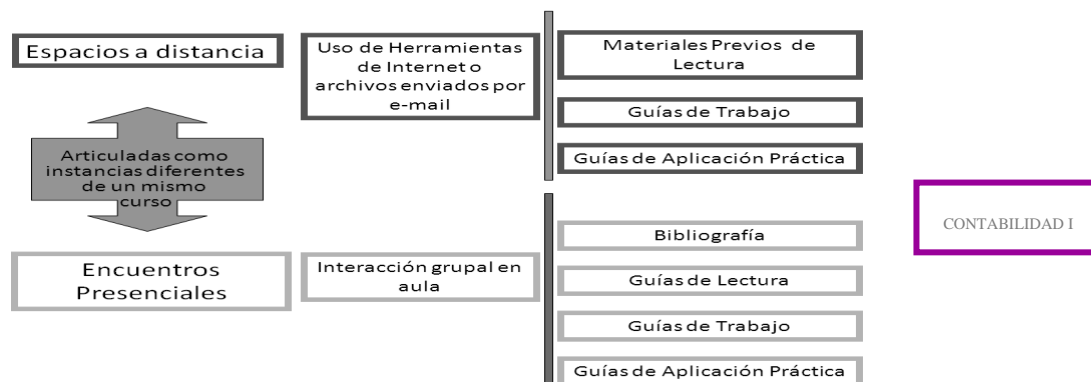 Espacios a distancia
Uso de Herramientas
de Internet o
archivos enviados por
e-mail
Materiales Previos de
Lectura
Guías de Trabajo
Guías de Aplicación Práctica
Articuladas como
instancias diferentes
de un mismo
curso
CONTABILIDAD I
Encuentros
Presenciales
Interacción grupal en
aula
Bibliografía
Guías de Lectura
Guías de Trabajo
Guías de Aplicación Práctica